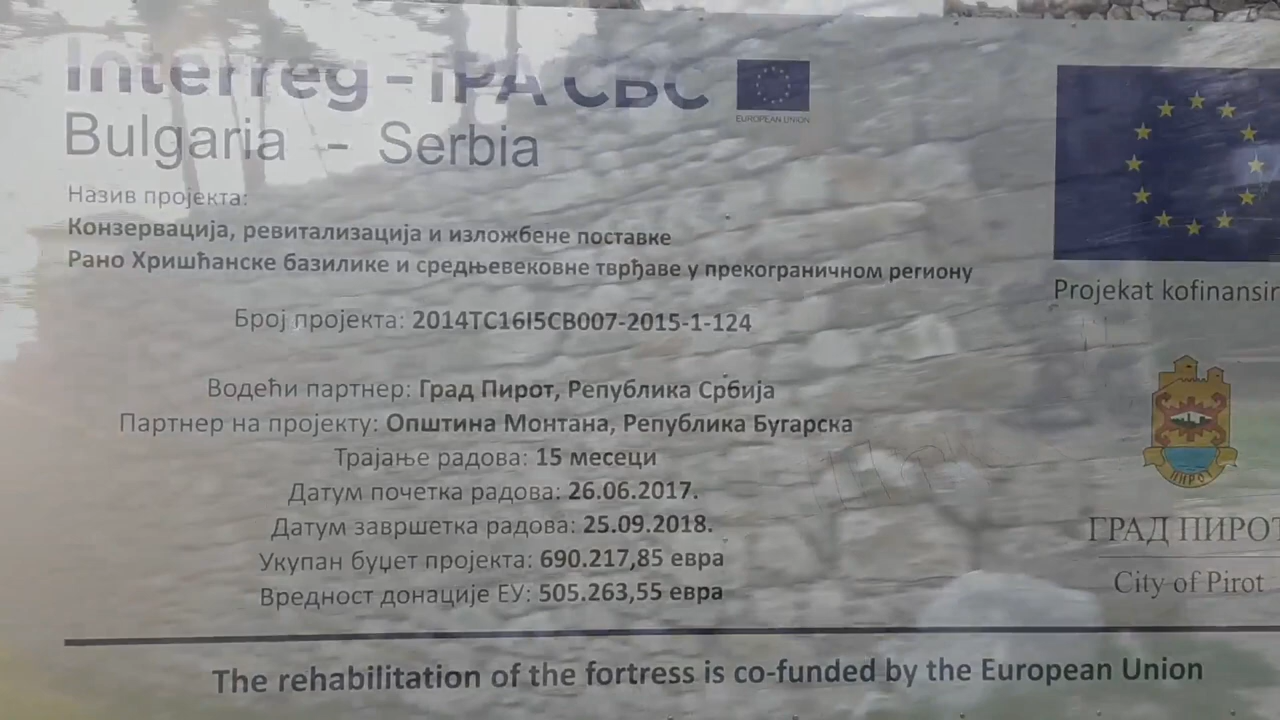 Interreg - IPA CBC
EUROPEAN UNION
Bulgaria - Serbia
Назив пројекта:
Конзервација, ревитализација и изложбене поставке
Рано Хришћанске базилике и средњевековне тврђаве у прекограничном региону
Број пројекта: 2014TC16I5CB007-2015-1-124
Водећи партнер: Град Пирот, Република Србија
Партнер на пројекту: Општина Монтана, Република Бугарска
Трајање радова: 15 месеци
Датум почетка радова: 26.06.2017.
Датум завршетка радова: 25.09.2018.
Укупан буџет пројекта: 690.217,85 евра
Вредност донације ЕУ: 505.263,55 евра
Projekat kofinansir
ПИРОТ
ГРАД ПИРОТ
City of Pirot
The rehabilitation of the fortress is co-funded by the European Union